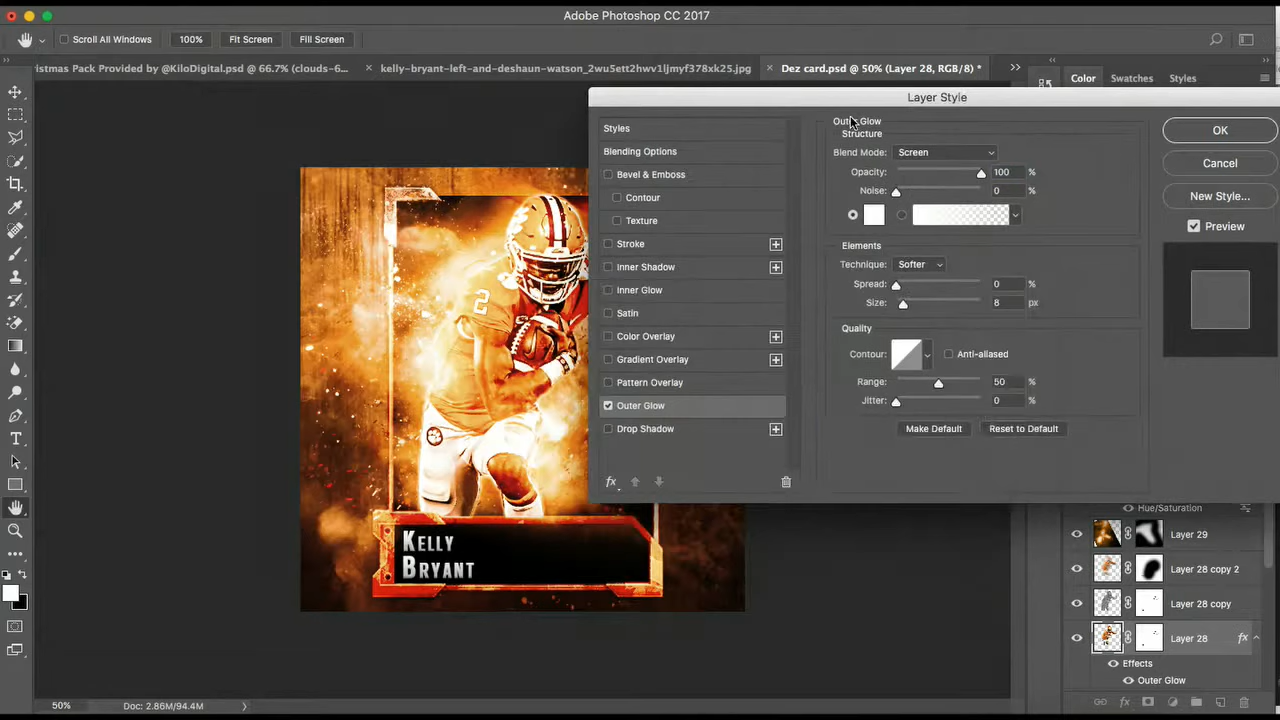 Adobe Photoshop CC 2017
Scroll All Windows 100% Fit Screen Fill Screen
ristmas Pack Provided by @KiloDigital.psd @ 66.7% (clouds-6... × kelly-bryant-left-and-deshaun-watson_2wu5ett2hwv1ljmyf378xk25.jpg × Dez card.psd @ 50% (Layer 28, RGB/8) * Color Swatches Styles
Layer Style
Styles
Blending Options
Bevel & Emboss
Contour
Texture
Stroke
Inner Shadow
Inner Glow
Satin
Color Overlay
Gradient Overlay
Pattern Overlay
Outer Glow
Drop Shadow
fx
Outer Glow
Structure
Blend Mode: Screen
Opacity: 100 %
Noise: 0 %
Elements
Technique: Softer
Spread: 0 %
Size: 8 px
Quality
Contour: Anti-aliased
Range: 50 %
Jitter: 0 %
Make Default Reset to Default
OK
Cancel
New Style...
Preview
2
Kelly
Bryant
Hue/Saturation
Layer 29
Layer 28 copy 2
Layer 28 copy
Layer 28 fx
Effects
Outer Glow
fx
50% Doc: 2.86M/94.4M